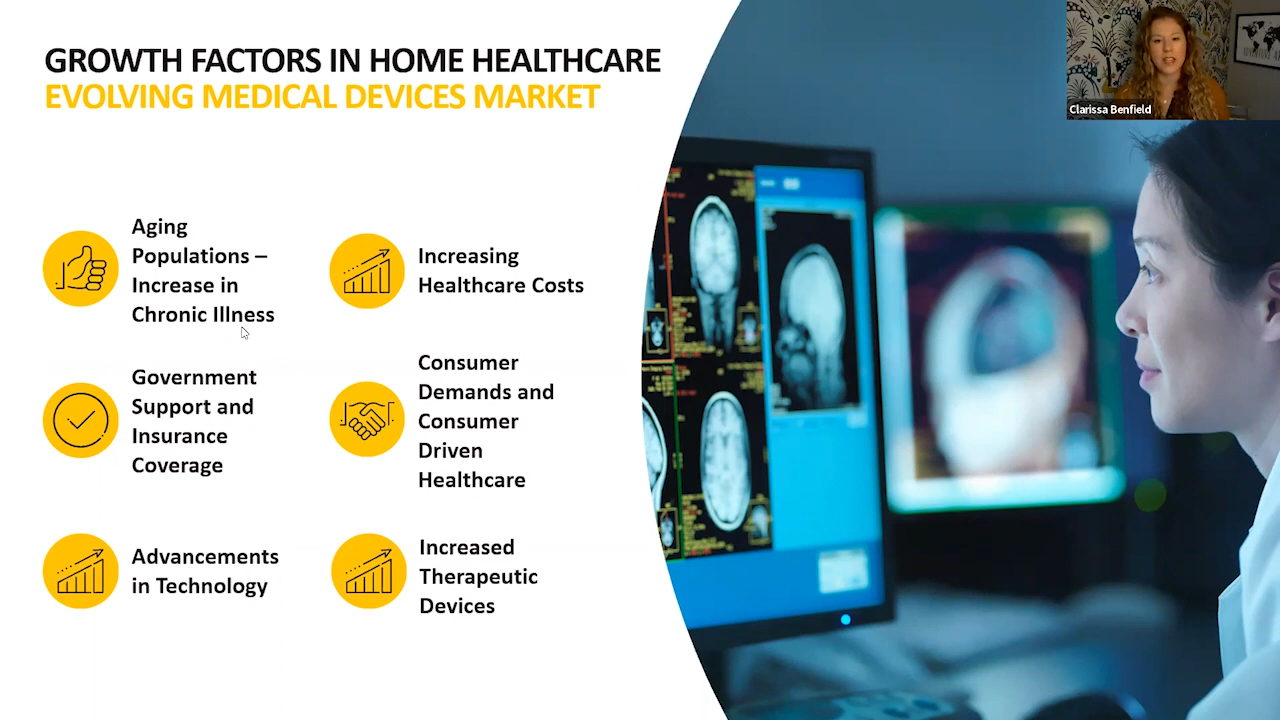 GROWTH FACTORS IN HOME HEALTHCARE
EVOLVING MEDICAL DEVICES MARKET
Clarissa Benfield
Aging
Populations –
Increase in
Chronic Illness
Increasing
Healthcare Costs
Government
Support and
Insurance
Coverage
Consumer
Demands and
Consumer
Driven
Healthcare
Advancements
in Technology
Increased
Therapeutic
Devices